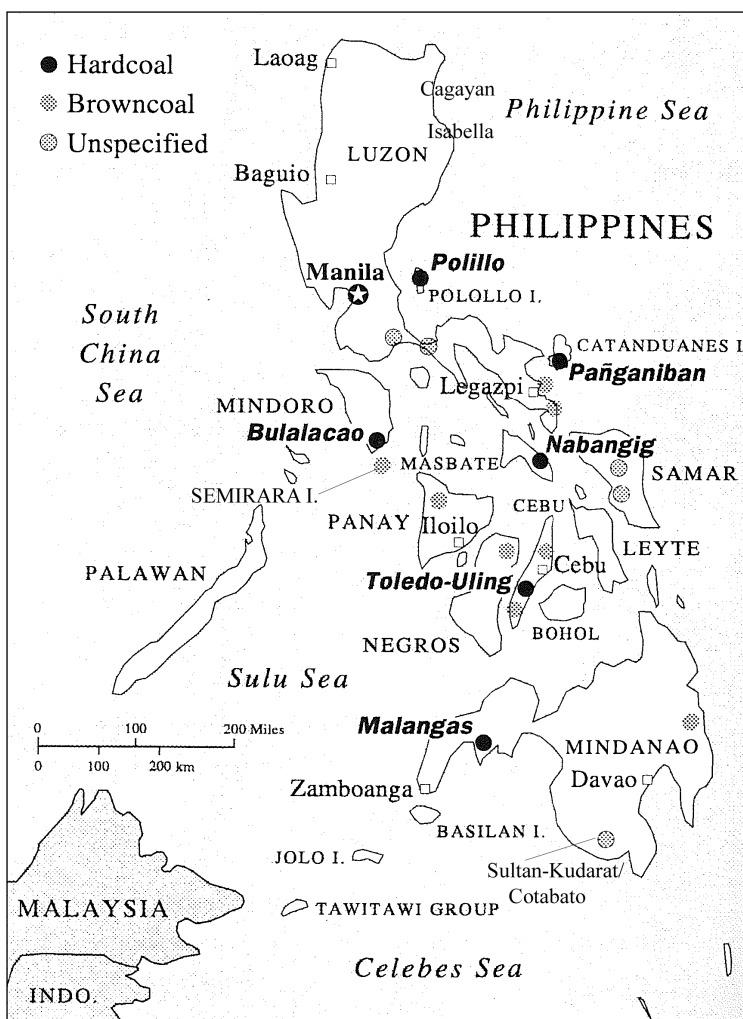 Hardcoal
Browncoal
Unspecified
Laoag
Cagayan
Isabella
Philippine Sea
LUZON
Baguio
PHILIPPINES
Manila
Polillo
POLOLLO I.
South
China
Sea
CATANDUANES I
Pañganiban
Legazpi
MINDORO
Bulalacao
Nabangig
MASBATE
SAMAR
SEMIRARA I.
CEBU
PANAY
Iloilo
LEYTE
PALAWAN
Cebu
Toledo-Uling
BOHOL
NEGROS
Sulu Sea
0 100 200 Miles
0 100 200 km
Malangas
MINDANAO
Davao
Zamboanga
BASILAN I.
JOLO I.
Sultan-Kudarat/
Cotabato
MALAYSIA
TAWITAWI GROUP
Celebes Sea
INDO.